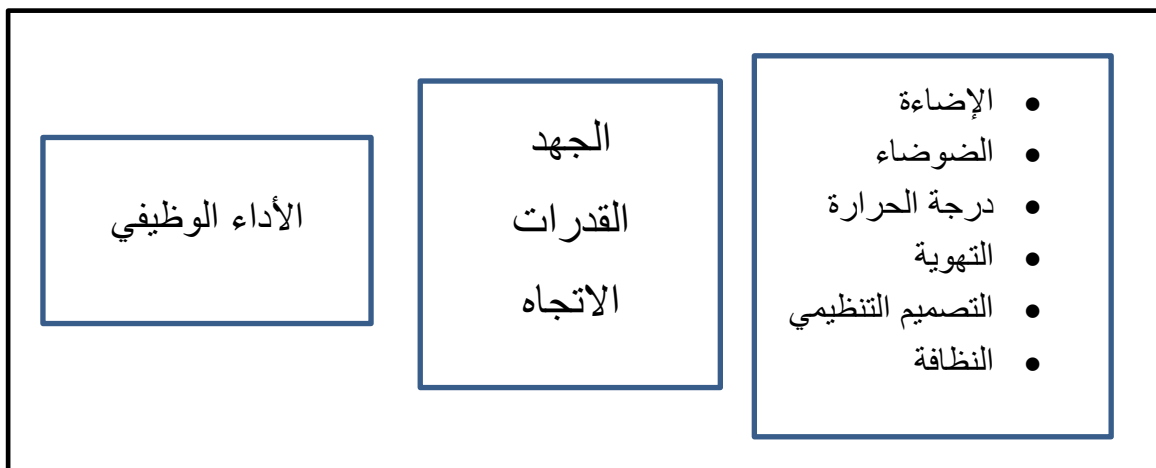 • الإضاءة
• الضوضاء
• درجة الحرارة
• التهوية
• التصميم التنظيمي
• النظافة
الجهد
القدرات
الاتجاه
الأداء الوظيفي